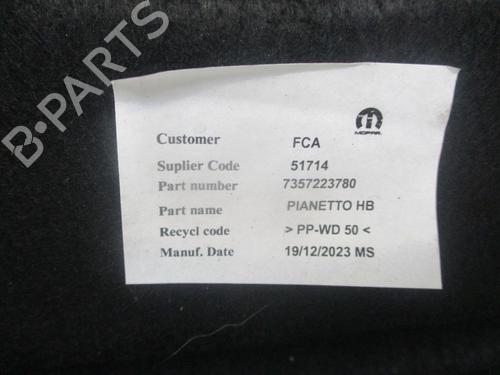 B-PARTS
MOPAR
Customer FCA
Suplier Code 51714
Part number 7357223780
Part name PIANETTO HB
Recycl code > PP-WD 50 <
Manuf. Date 19/12/2023 MS